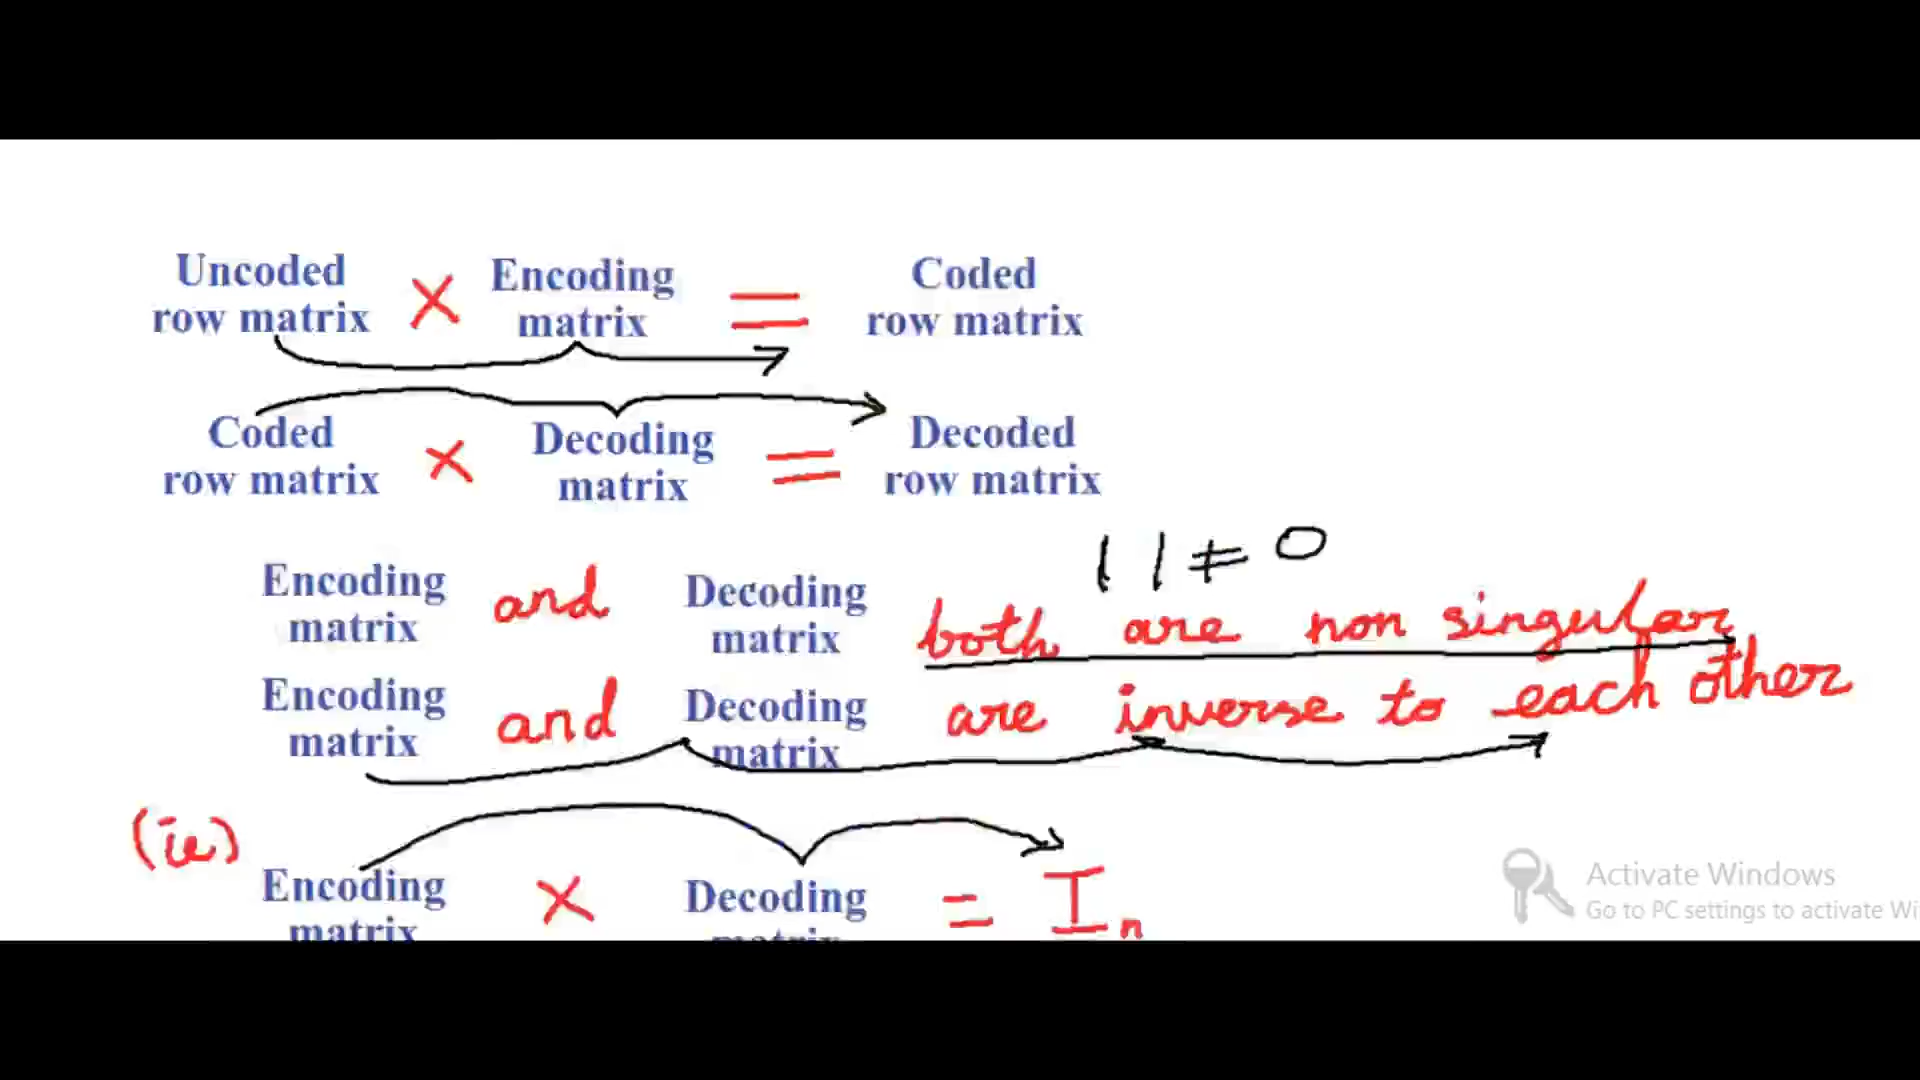 Uncoded row matrix × Encoding matrix = Coded row matrix
Coded row matrix × Decoding matrix = Decoded row matrix
| | ≠ 0
Encoding matrix and Decoding matrix both are non singular
Encoding matrix and Decoding matrix are inverse to each other
(ie)
Encoding matrix × Decoding matrix = Iₙ
Activate Windows
Go to PC settings to activate Wi